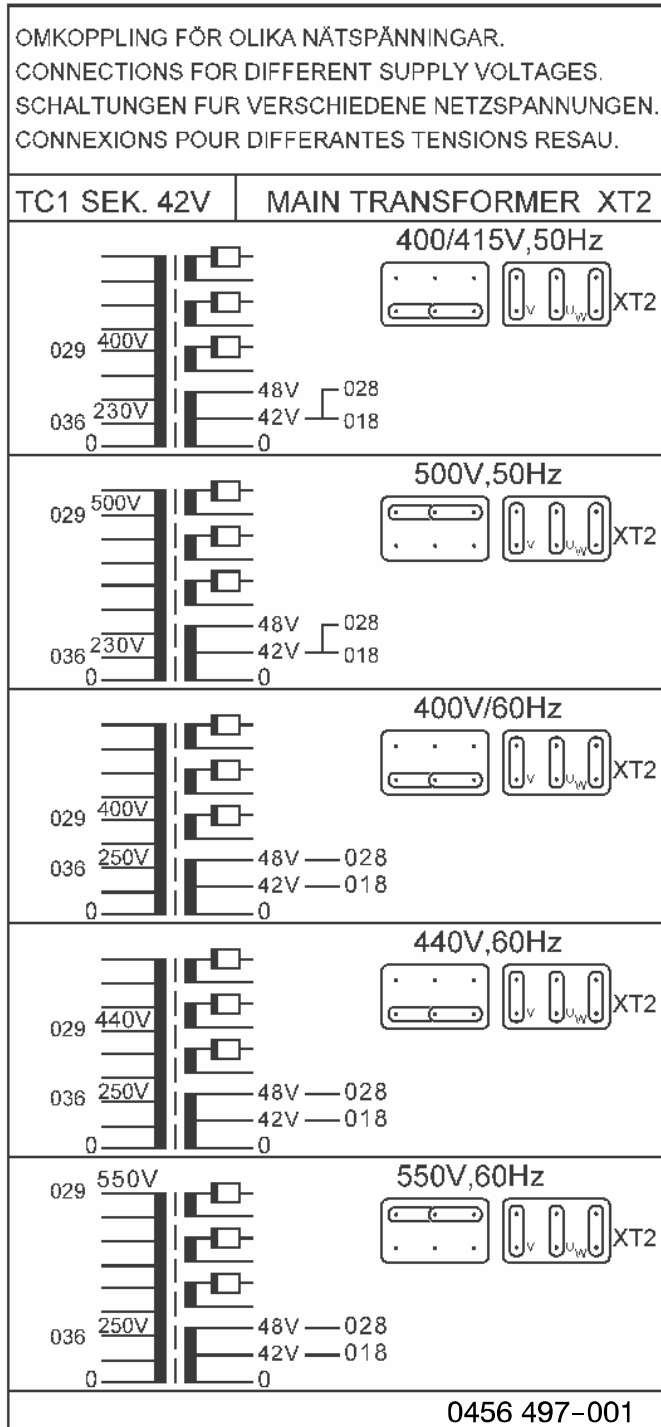 OMKOPPLING FÖR OLIKA NÄTSPÄNNINGAR.
CONNECTIONS FOR DIFFERENT SUPPLY VOLTAGES.
SCHALTUNGEN FUR VERSCHIEDENE NETZSPANNUNGEN.
CONNEXIONS POUR DIFFERANTES TENSIONS RESAU.
TC1 SEK. 42V MAIN TRANSFORMER XT2
400/415V,50Hz
V U W XT2
029 400V
48V 028
036 230V 42V 018
0 0
500V,50Hz
029 500V
V U W XT2
48V 028
036 230V 42V 018
0 0
400V/60Hz
V U W XT2
029 400V
036 250V 48V 028
42V 018
0 0
440V,60Hz
V U W XT2
029 440V
036 250V 48V 028
42V 018
0 0
550V,60Hz
029 550V
V U W XT2
036 250V 48V 028
42V 018
0 0
0456 497-001